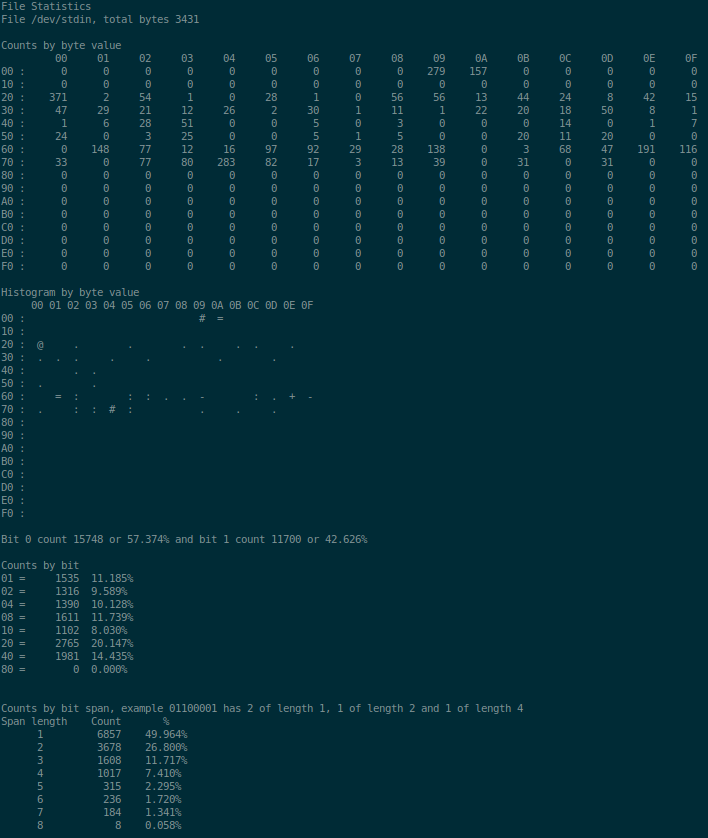 File Statistics
File /dev/stdin, total bytes 3431

Counts by byte value
         00     01     02     03     04     05     06     07     08     09     0A     0B     0C     0D     0E     0F
00 :      0      0      0      0      0      0      0      0      0    279    157      0      0      0      0      0
10 :      0      0      0      0      0      0      0      0      0      0      0      0      0      0      0      0
20 :    371      2     54      1      0     28      1      0     56     56     13     44     24      8     42     15
30 :     47     29     21     12     26      2     30      1     11      1     22     20     18     50      8      1
40 :      1      6     28     51      0      0      5      0      3      0      0      0     14      0      1      7
50 :     24      0      3     25      0      0      5      1      5      0      0     20     11     20      0      0
60 :      0    148     77     12     16     97     92     29     28    138      0      3     68     47    191    116
70 :     33      0     77     80    283     82     17      3     13     39      0     31      0     31      0      0
80 :      0      0      0      0      0      0      0      0      0      0      0      0      0      0      0      0
90 :      0      0      0      0      0      0      0      0      0      0      0      0      0      0      0      0
A0 :      0      0      0      0      0      0      0      0      0      0      0      0      0      0      0      0
B0 :      0      0      0      0      0      0      0      0      0      0      0      0      0      0      0      0
C0 :      0      0      0      0      0      0      0      0      0      0      0      0      0      0      0      0
D0 :      0      0      0      0      0      0      0      0      0      0      0      0      0      0      0      0
E0 :      0      0      0      0      0      0      0      0      0      0      0      0      0      0      0      0
F0 :      0      0      0      0      0      0      0      0      0      0      0      0      0      0      0      0

Histogram by byte value
     00 01 02 03 04 05 06 07 08 09 0A 0B 0C 0D 0E 0F
00 :                             #  =
10 :
20 :  @     .        .        .  .     .  .     .
30 :  .  .  .     .     .           .        .
40 :        .  .
50 :  .        .
60 :     =  :        :  :  .  .  -        :  .  +  -
70 :  .     :  :  #  :           .     .     .
80 :
90 :
A0 :
B0 :
C0 :
D0 :
E0 :
F0 :

Bit 0 count 15748 or 57.374% and bit 1 count 11700 or 42.626%

Counts by bit
01 =     1535  11.185%
02 =     1316  9.589%
04 =     1390  10.128%
08 =     1611  11.739%
10 =     1102  8.030%
20 =     2765  20.147%
40 =     1981  14.435%
80 =        0  0.000%

Counts by bit span, example 01100001 has 2 of length 1, 1 of length 2 and 1 of length 4
Span length    Count       %
      1         6857    49.964%
      2         3678    26.800%
      3         1608    11.717%
      4         1017    7.410%
      5          315    2.295%
      6          236    1.720%
      7          184    1.341%
      8            8    0.058%